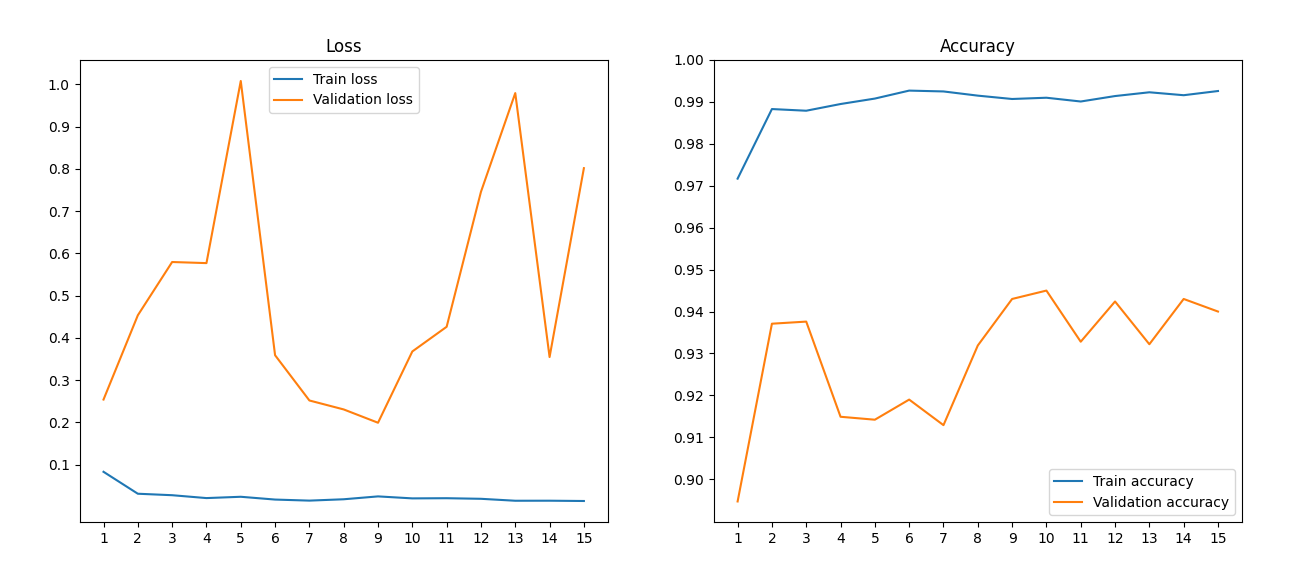 Loss
Train loss
Validation loss
1.0
0.9
0.8
0.7
0.6
0.5
0.4
0.3
0.2
0.1
1 2 3 4 5 6 7 8 9 10 11 12 13 14 15
Accuracy
1.00
0.99
0.98
0.97
0.96
0.95
0.94
0.93
0.92
0.91
0.90
Train accuracy
Validation accuracy
1 2 3 4 5 6 7 8 9 10 11 12 13 14 15